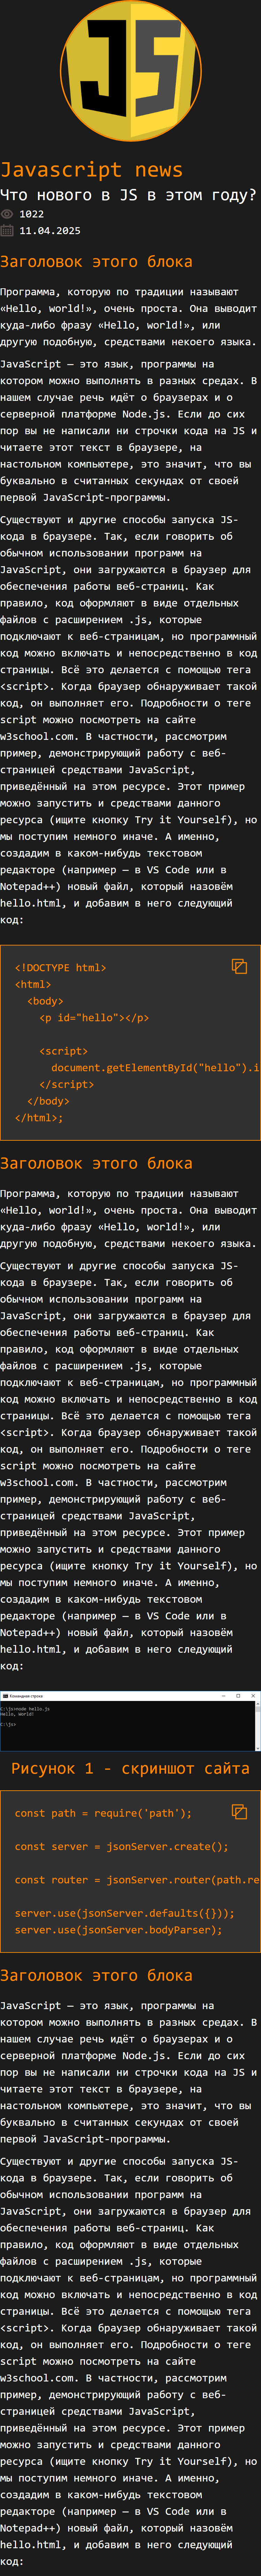 JS
Javascript news
Что нового в JS в этом году?
1022
11.04.2025
Заголовок этого блока
Программа, которую по традиции называют
«Hello, world!», очень проста. Она выводит
куда-либо фразу «Hello, world!», или
другую подобную, средствами некоего языка.
JavaScript — это язык, программы на
котором можно выполнять в разных средах. В
нашем случае речь идёт о браузерах и о
серверной платформе Node.js. Если до сих
пор вы не написали ни строчки кода на JS и
читаете этот текст в браузере, на
настольном компьютере, это значит, что вы
буквально в считанных секундах от своей
первой JavaScript-программы.
Существуют и другие способы запуска JS-
кода в браузере. Так, если говорить об
обычном использовании программ на
JavaScript, они загружаются в браузер для
обеспечения работы веб-страниц. Как
правило, код оформляют в виде отдельных
файлов с расширением .js, которые
подключают к веб-страницам, но программный
код можно включать и непосредственно в код
страницы. Всё это делается с помощью тега
<script>. Когда браузер обнаруживает такой
код, он выполняет его. Подробности о теге
script можно посмотреть на сайте
w3school.com. В частности, рассмотрим
пример, демонстрирующий работу с веб-
страницей средствами JavaScript,
приведённый на этом ресурсе. Этот пример
можно запустить и средствами данного
ресурса (ищите кнопку Try it Yourself), но
мы поступим немного иначе. А именно,
создадим в каком-нибудь текстовом
редакторе (например — в VS Code или в
Notepad++) новый файл, который назовём
hello.html, и добавим в него следующий
код:
<!DOCTYPE html>
<html>
<body>
<p id="hello"></p>
<script>
document.getElementById("hello").i
</script>
</body>
</html>;
Заголовок этого блока
Программа, которую по традиции называют
«Hello, world!», очень проста. Она выводит
куда-либо фразу «Hello, world!», или
другую подобную, средствами некоего языка.
Существуют и другие способы запуска JS-
кода в браузере. Так, если говорить об
обычном использовании программ на
JavaScript, они загружаются в браузер для
обеспечения работы веб-страниц. Как
правило, код оформляют в виде отдельных
файлов с расширением .js, которые
подключают к веб-страницам, но программный
код можно включать и непосредственно в код
страницы. Всё это делается с помощью тега
<script>. Когда браузер обнаруживает такой
код, он выполняет его. Подробности о теге
script можно посмотреть на сайте
w3school.com. В частности, рассмотрим
пример, демонстрирующий работу с веб-
страницей средствами JavaScript,
приведённый на этом ресурсе. Этот пример
можно запустить и средствами данного
ресурса (ищите кнопку Try it Yourself), но
мы поступим немного иначе. А именно,
создадим в каком-нибудь текстовом
редакторе (например — в VS Code или в
Notepad++) новый файл, который назовём
hello.html, и добавим в него следующий
код:
Командная строка
C:\js>node hello.js
Hello, World!
C:\js>
Рисунок 1 - скриншот сайта
const path = require('path');
const server = jsonServer.create();
const router = jsonServer.router(path.re
server.use(jsonServer.defaults({}));
server.use(jsonServer.bodyParser);
Заголовок этого блока
JavaScript — это язык, программы на
котором можно выполнять в разных средах. В
нашем случае речь идёт о браузерах и о
серверной платформе Node.js. Если до сих
пор вы не написали ни строчки кода на JS и
читаете этот текст в браузере, на
настольном компьютере, это значит, что вы
буквально в считанных секундах от своей
первой JavaScript-программы.
Существуют и другие способы запуска JS-
кода в браузере. Так, если говорить об
обычном использовании программ на
JavaScript, они загружаются в браузер для
обеспечения работы веб-страниц. Как
правило, код оформляют в виде отдельных
файлов с расширением .js, которые
подключают к веб-страницам, но программный
код можно включать и непосредственно в код
страницы. Всё это делается с помощью тега
<script>. Когда браузер обнаруживает такой
код, он выполняет его. Подробности о теге
script можно посмотреть на сайте
w3school.com. В частности, рассмотрим
пример, демонстрирующий работу с веб-
страницей средствами JavaScript,
приведённый на этом ресурсе. Этот пример
можно запустить и средствами данного
ресурса (ищите кнопку Try it Yourself), но
мы поступим немного иначе. А именно,
создадим в каком-нибудь текстовом
редакторе (например — в VS Code или в
Notepad++) новый файл, который назовём
hello.html, и добавим в него следующий
код: